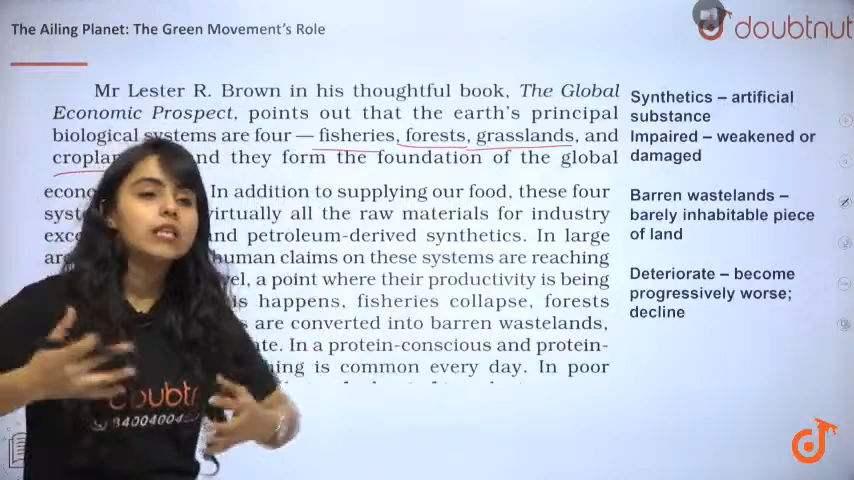 The Ailing Planet: The Green Movement's Role
doubtnut
Mr Lester R. Brown in his thoughtful book, The Global
Economic Prospect, points out that the earth's principal
biological systems are four — fisheries, forests, grasslands, and
and they form the foundation of the global
In addition to supplying our food, these four
virtually all the raw materials for industry
and petroleum-derived synthetics. In large
human claims on these systems are reaching
a point where their productivity is being
happens, fisheries collapse, forests
are converted into barren wastelands,
In a protein-conscious and protein-
is common every day. In poor
Synthetics – artificial
substance
Impaired – weakened or
damaged
Barren wastelands –
barely inhabitable piece
of land
Deteriorate – become
progressively worse;
decline
doubtn